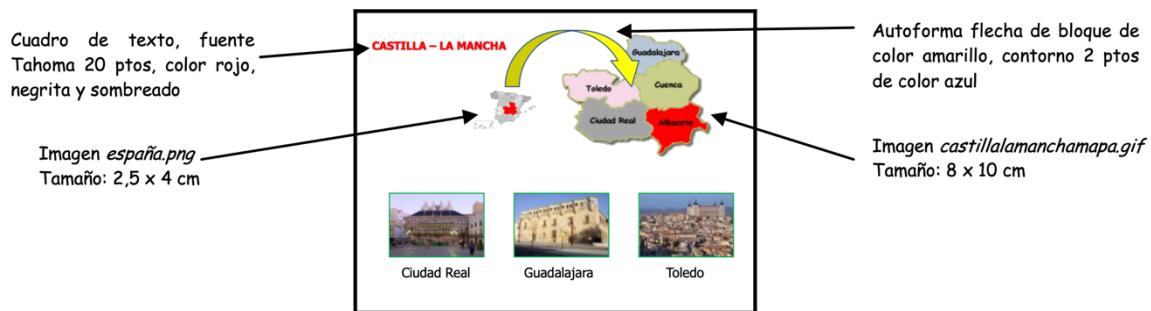 Cuadro de texto, fuente
Tahoma 20 ptos, color rojo,
negrita y sombreado
Imagen españa.png
Tamaño: 2,5 x 4 cm
CASTILLA – LA MANCHA
Guadalajara
Toledo
Cuenca
Ciudad Real
Albacete
Autoforma flecha de bloque de
color amarillo, contorno 2 ptos
de color azul
Imagen castillalamanchamapa.gif
Tamaño: 8 x 10 cm
Ciudad Real
Guadalajara
Toledo